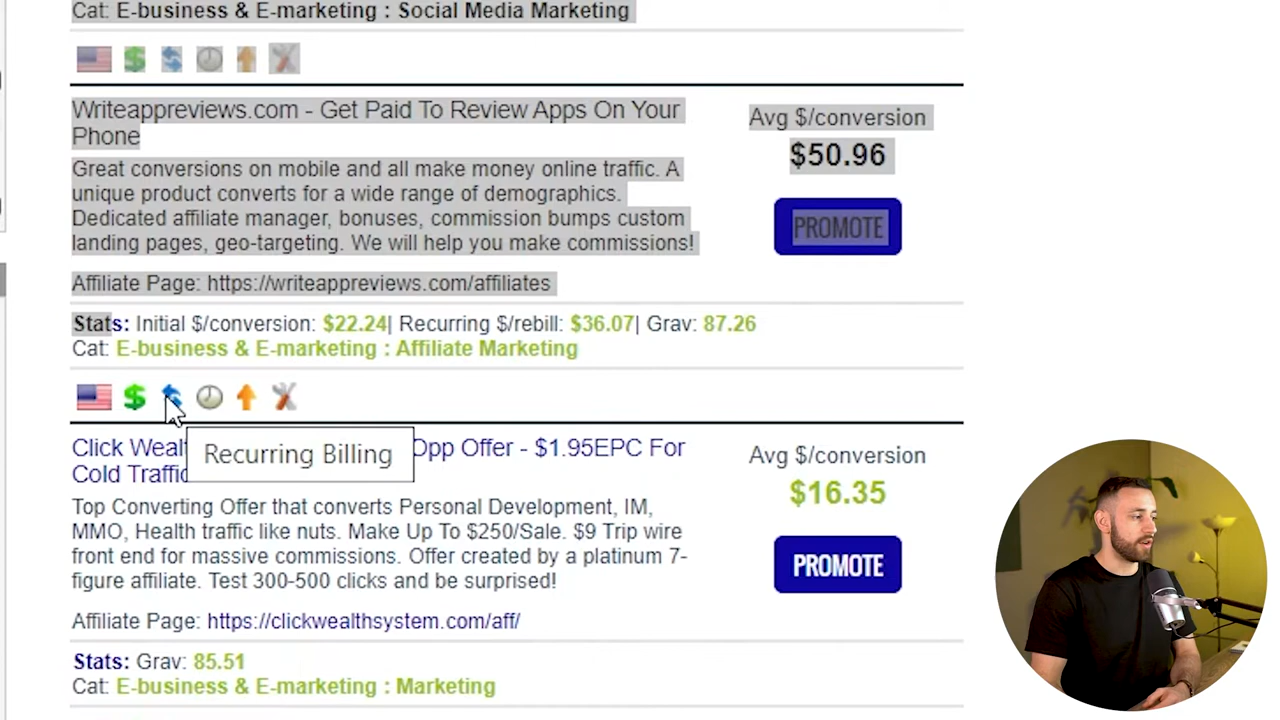 Cat: E-business & E-marketing : Social Media Marketing
Writeappreviews.com - Get Paid To Review Apps On Your
Phone
Great conversions on mobile and all make money online traffic. A
unique product converts for a wide range of demographics.
Dedicated affiliate manager, bonuses, commission bumps custom
landing pages, geo-targeting. We will help you make commissions!
Affiliate Page: https://writeappreviews.com/affiliates
Avg $/conversion
$50.96
PROMOTE
Stats: Initial $/conversion: $22.24| Recurring $/rebill: $36.07| Grav: 87.26
Cat: E-business & E-marketing : Affiliate Marketing
Recurring Billing
Click Wealt Opp Offer - $1.95EPC For
Cold Traffic
Top Converting Offer that converts Personal Development, IM,
MMO, Health traffic like nuts. Make Up To $250/Sale. $9 Trip wire
front end for massive commissions. Offer created by a platinum 7-
figure affiliate. Test 300-500 clicks and be surprised!
Affiliate Page: https://clickwealthsystem.com/aff/
Avg $/conversion
$16.35
PROMOTE
Stats: Grav: 85.51
Cat: E-business & E-marketing : Marketing